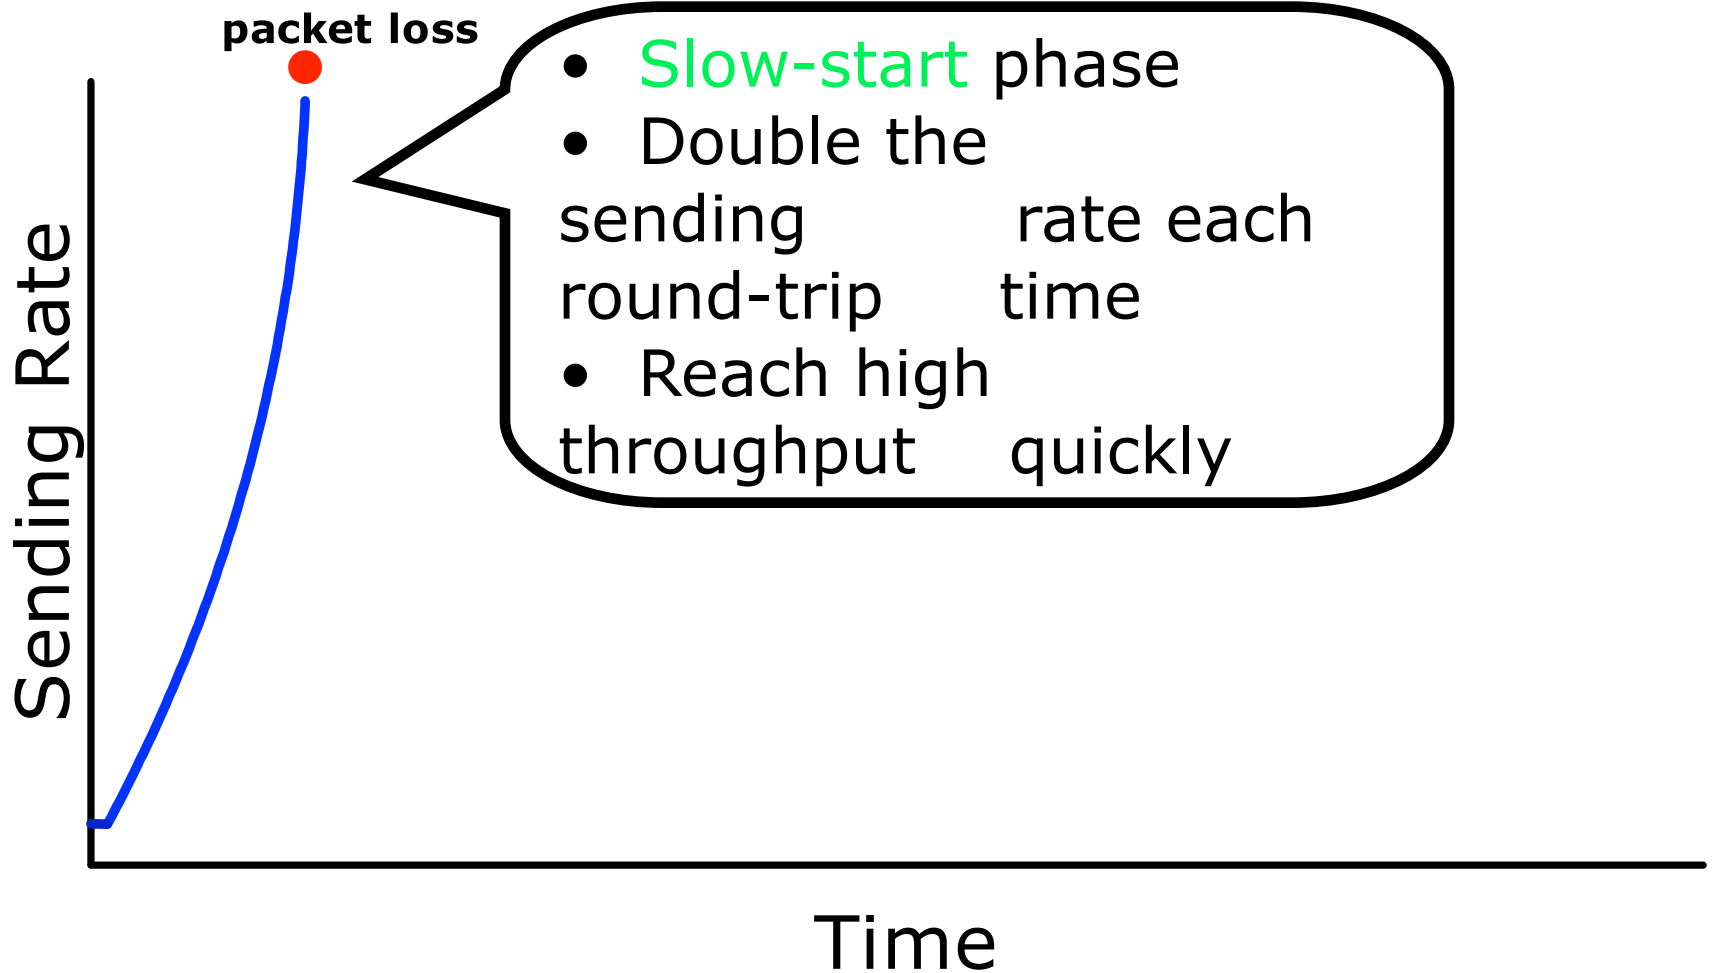 packet loss
• Slow-start phase
• Double the
sending rate each
round-trip time
• Reach high
throughput quickly
Sending Rate
Time